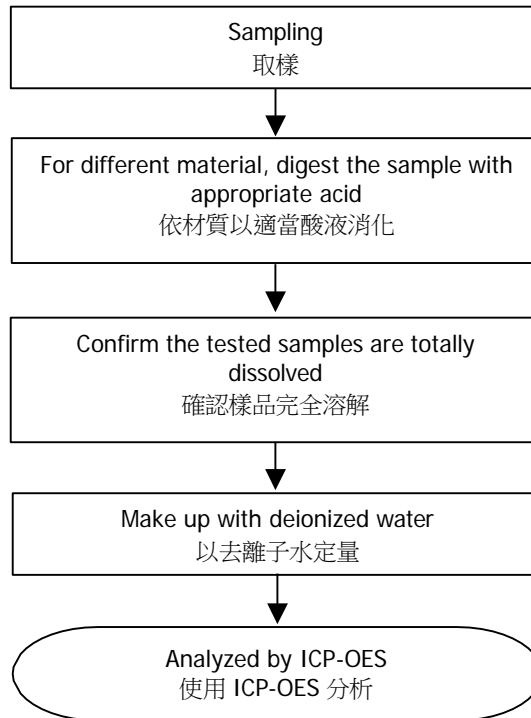 Sampling
取樣
For different material, digest the sample with
appropriate acid
依材質以適當酸液消化
Confirm the tested samples are totally
dissolved
確認樣品完全溶解
Make up with deionized water
以去離子水定量
Analyzed by ICP-OES
使用 ICP-OES 分析